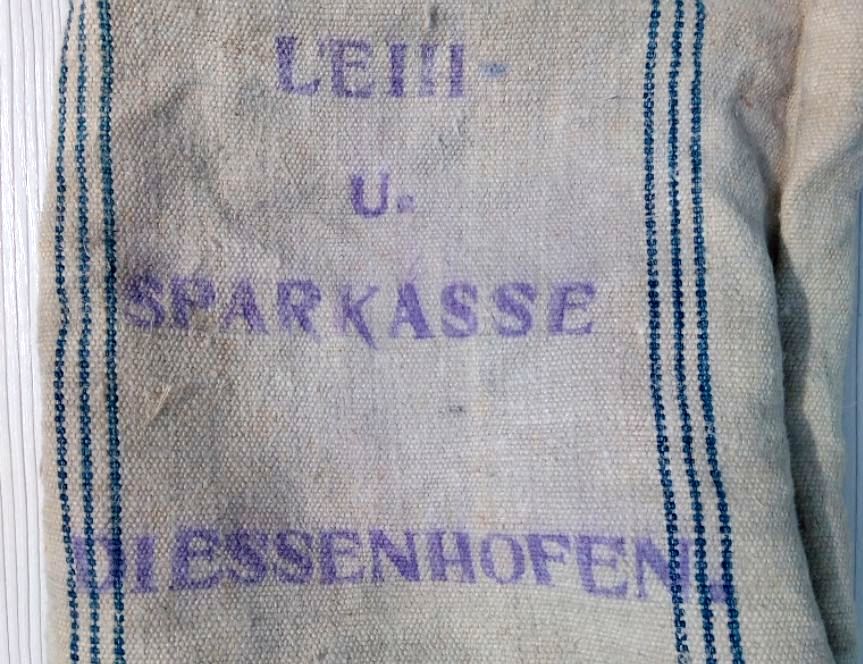 LEIH-
U.
SPARKASSE
DIESSENHOFEN.